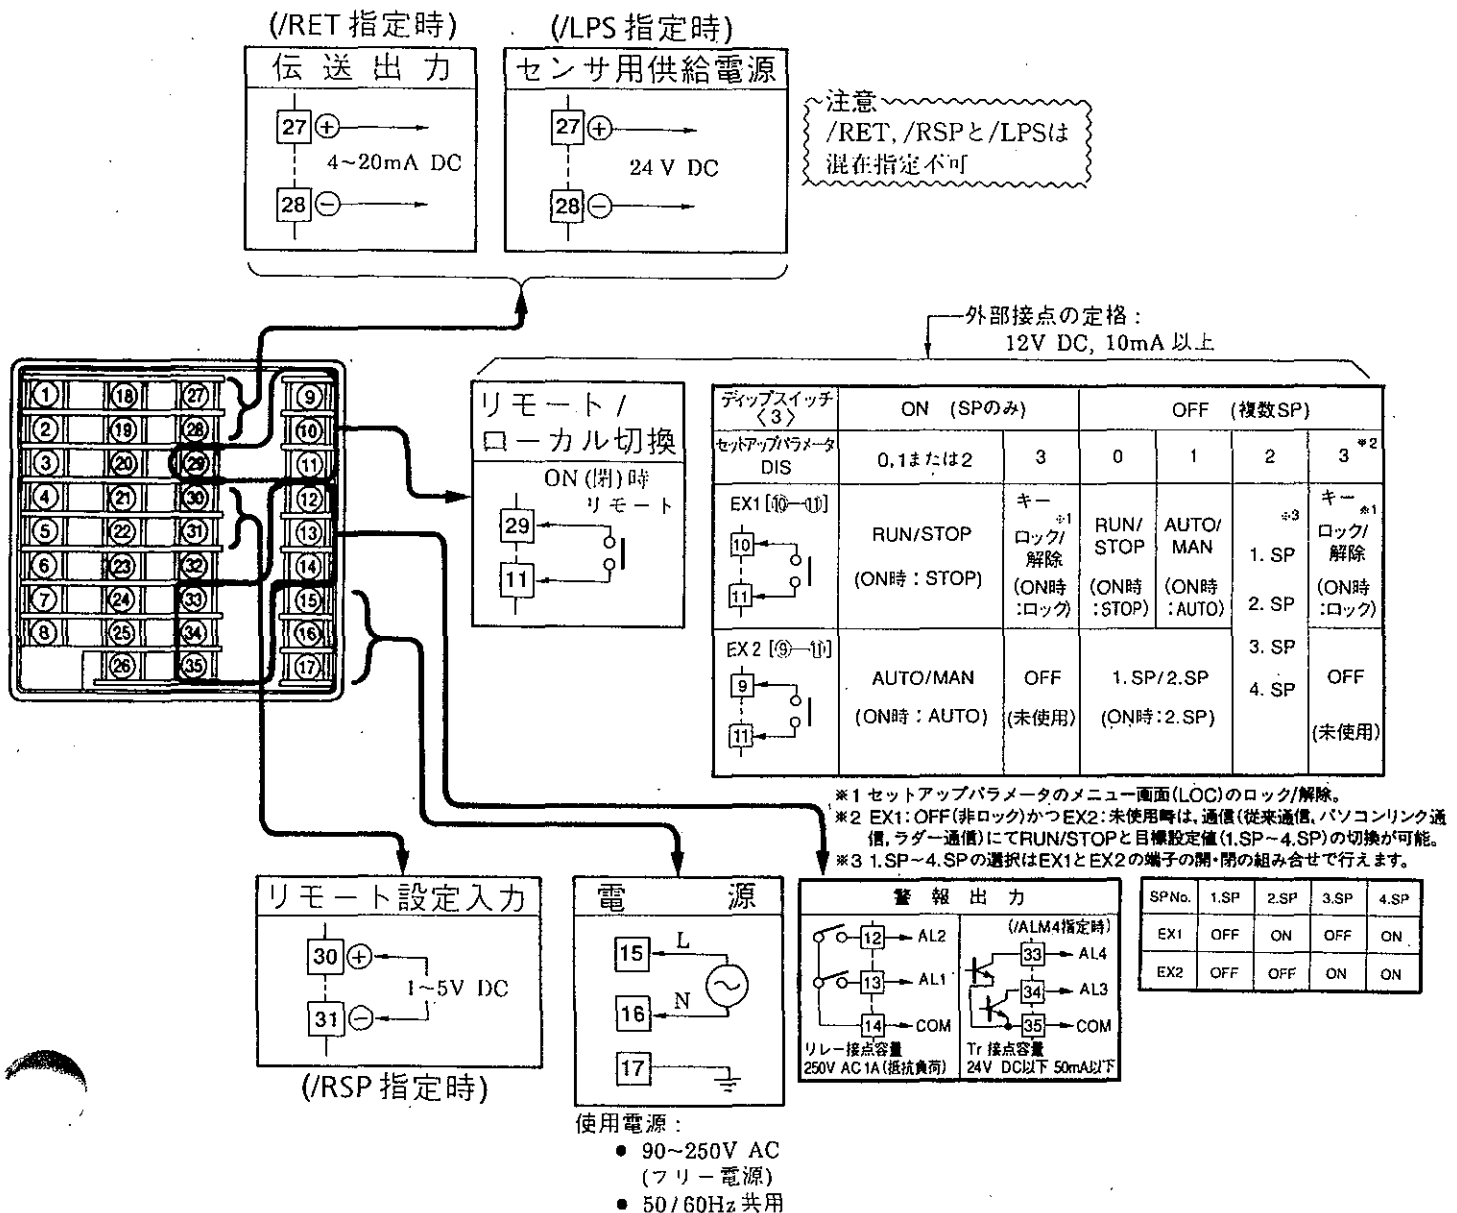 (/RET 指定時)
伝送出力
27 ⊕
4~20mA DC
28 ⊖
(/LPS 指定時)
センサ用供給電源
27 ⊕
24 V DC
28 ⊖
注意
/RET, /RSPと/LPSは
混在指定不可
① ⑱ ㉗ ⑨
② ⑲ ㉘ ⑩
③ ⑳ ㉙ ⑪
④ ㉑ ㉚ ⑫
⑤ ㉒ ㉛ ⑬
⑥ ㉓ ㉜ ⑭
⑦ ㉔ ㉝ ⑮
⑧ ㉕ ㉞ ⑯
㉖ ㉟ ⑰
外部接点の定格:
12V DC, 10mA 以上
リモート/
ローカル切換
ON (閉) 時
リモート
29
11
ディップスイッチ
〈3〉
ON (SPのみ)
OFF (複数SP)
セットアップパラメータ
DIS
0,1または2
3
0
1
2
3 ※2
EX1 [⑩—⑪]
10
11
RUN/STOP
(ON時:STOP)
キー
※1
ロック/
解除
(ON時
:ロック)
RUN/
STOP
(ON時
:STOP)
AUTO/
MAN
(ON時
:AUTO)
※3
1. SP
2. SP
3. SP
4. SP
キー
※1
ロック/
解除
(ON時
:ロック)
EX 2 [⑨—⑪]
9
11
AUTO/MAN
(ON時:AUTO)
OFF
(未使用)
1. SP/2. SP
(ON時:2. SP)
OFF
(未使用)
※1 セットアップパラメータのメニュー画面(LOC)のロック/解除。
※2 EX1:OFF(非ロック)かつEX2:未使用時は、通信(従来通信、パソコンリンク通
信、ラダー通信)にてRUN/STOPと目標設定値(1.SP~4.SP)の切換が可能。
※3 1.SP~4.SPの選択はEX1とEX2の端子の開・閉の組み合せで行えます。
リモート設定入力
30 ⊕
1~5V DC
31 ⊖
(/RSP 指定時)
電源
15 L
16 N
17
使用電源:
● 90~250V AC
(フリー電源)
● 50/60Hz 共用
警報出力
12 AL2
13 AL1
14 COM
リレー接点容量
250V AC 1A (抵抗負荷)
(/ALM4指定時)
33 AL4
34 AL3
35 COM
Tr 接点容量
24V DC以下 50mA以下
SPNo. 1.SP 2.SP 3.SP 4.SP
EX1 OFF ON OFF ON
EX2 OFF OFF ON ON